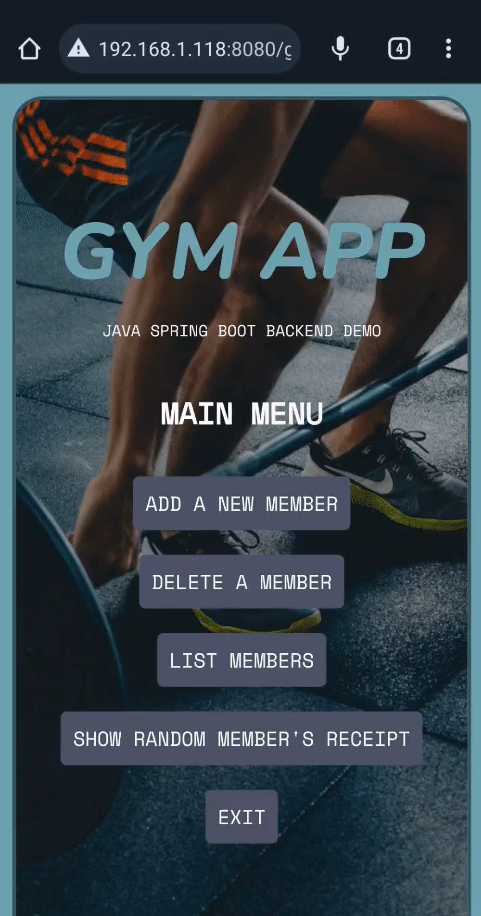 192.168.1.118:8080/g
4
GYM APP
JAVA SPRING BOOT BACKEND DEMO
MAIN MENU
ADD A NEW MEMBER
DELETE A MEMBER
LIST MEMBERS
SHOW RANDOM MEMBER'S RECEIPT
EXIT